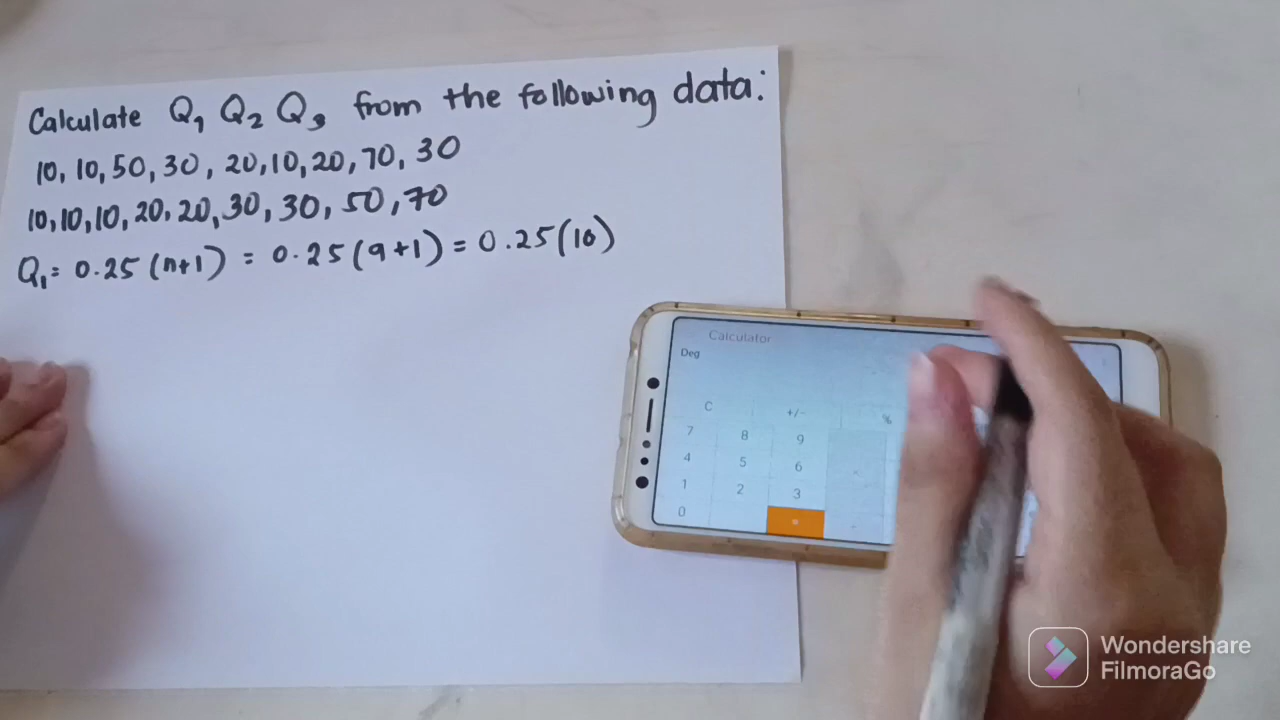 Calculate Q1 Q2 Q3 from the following data:
10, 10, 50, 30, 20, 10, 20, 70, 30
10, 10, 10, 20, 20, 30, 30, 50, 70
Q1 = 0.25 (n+1) = 0.25 (9+1) = 0.25 (10)
Calculator
Deg
C +/- %
7 8 9
4 5 6
1 2 3
0 =
Wondershare
FilmoraGo